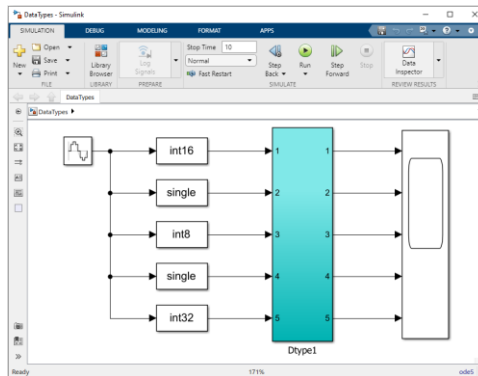 DataTypes - Simulink
SIMULATION DEBUG MODELING FORMAT APPS
New
Open
Save
Print
FILE
Library Browser
LIBRARY
Log Signals
PREPARE
Stop Time 10
Normal
Fast Restart
Step Back
Run
Step Forward
Stop
SIMULATE
Data Inspector
REVIEW RESULTS
DataTypes
DataTypes
int16 1 1
single 2 2
int8 3 3
single 4 4
int32 5 5
Dtype1
Ready 171% ode5